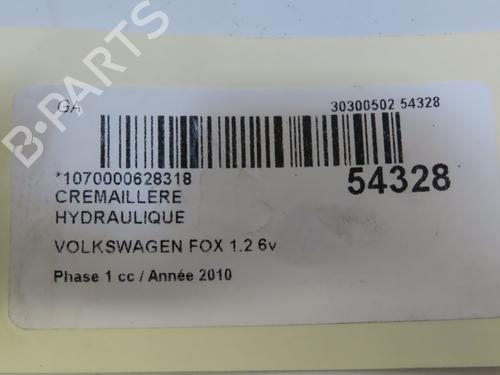 B-PARTS
GA
30300502 54328
*1070000628318
54328
CREMAILLERE
HYDRAULIQUE
VOLKSWAGEN FOX 1.2 6v
Phase 1 cc / Année 2010